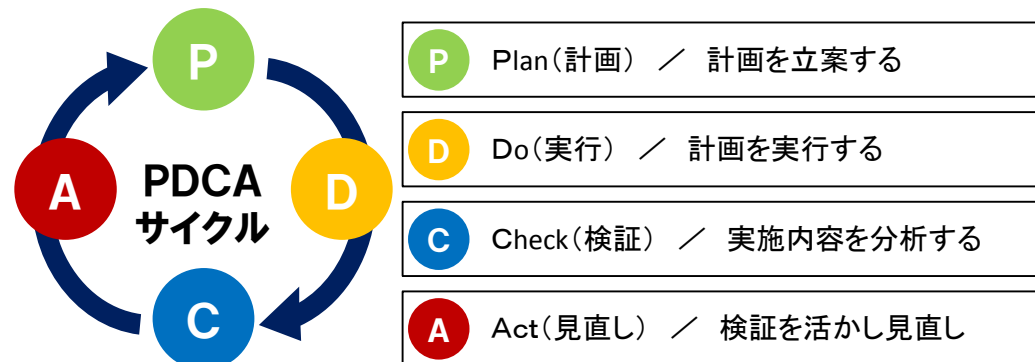 P
A
PDCA
サイクル
D
C
P Plan(計画) ／ 計画を立案する
D Do(実行) ／ 計画を実行する
C Check(検証) ／ 実施内容を分析する
A Act(見直し) ／ 検証を活かし見直し